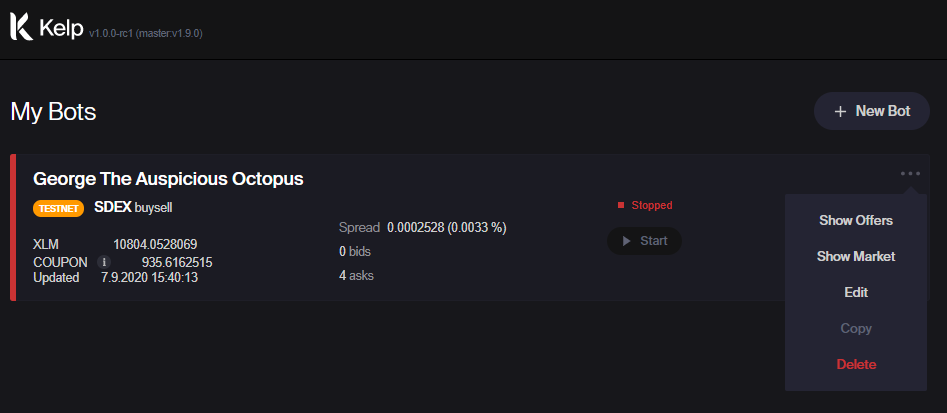 Kelp v1.0.0-rc1 (master:v1.9.0)
My Bots
+ New Bot
George The Auspicious Octopus
TESTNET SDEX buysell
XLM 10804.0528069
COUPON i 935.6162515
Updated 7.9.2020 15:40:13
Spread 0.0002528 (0.0033 %)
0 bids
4 asks
Stopped
Start
Show Offers
Show Market
Edit
Copy
Delete